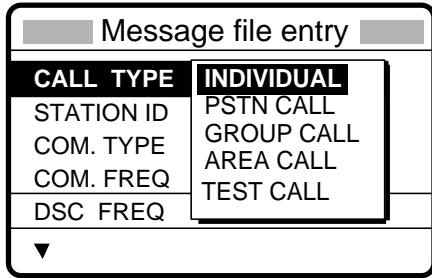 Message file entry
CALL TYPE INDIVIDUAL
STATION ID PSTN CALL
COM. TYPE GROUP CALL
COM. FREQ AREA CALL
DSC FREQ TEST CALL
▼